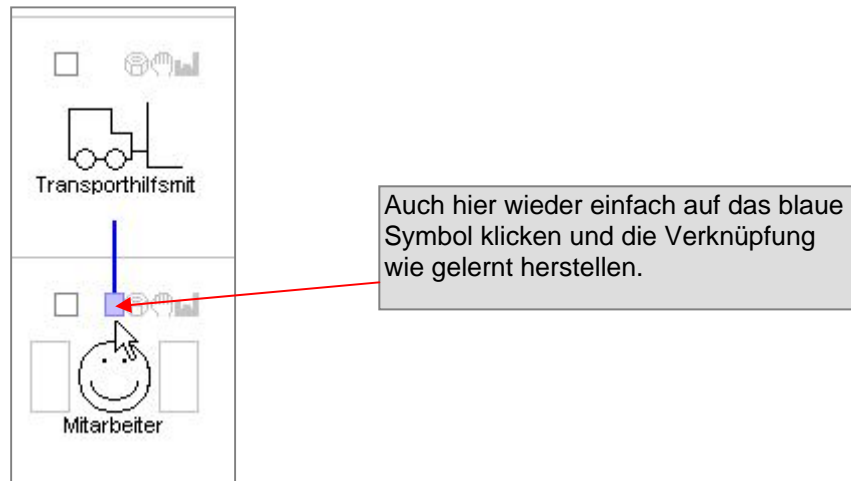 Transporthilfsmit
Auch hier wieder einfach auf das blaue
Symbol klicken und die Verknüpfung
wie gelernt herstellen.
Mitarbeiter